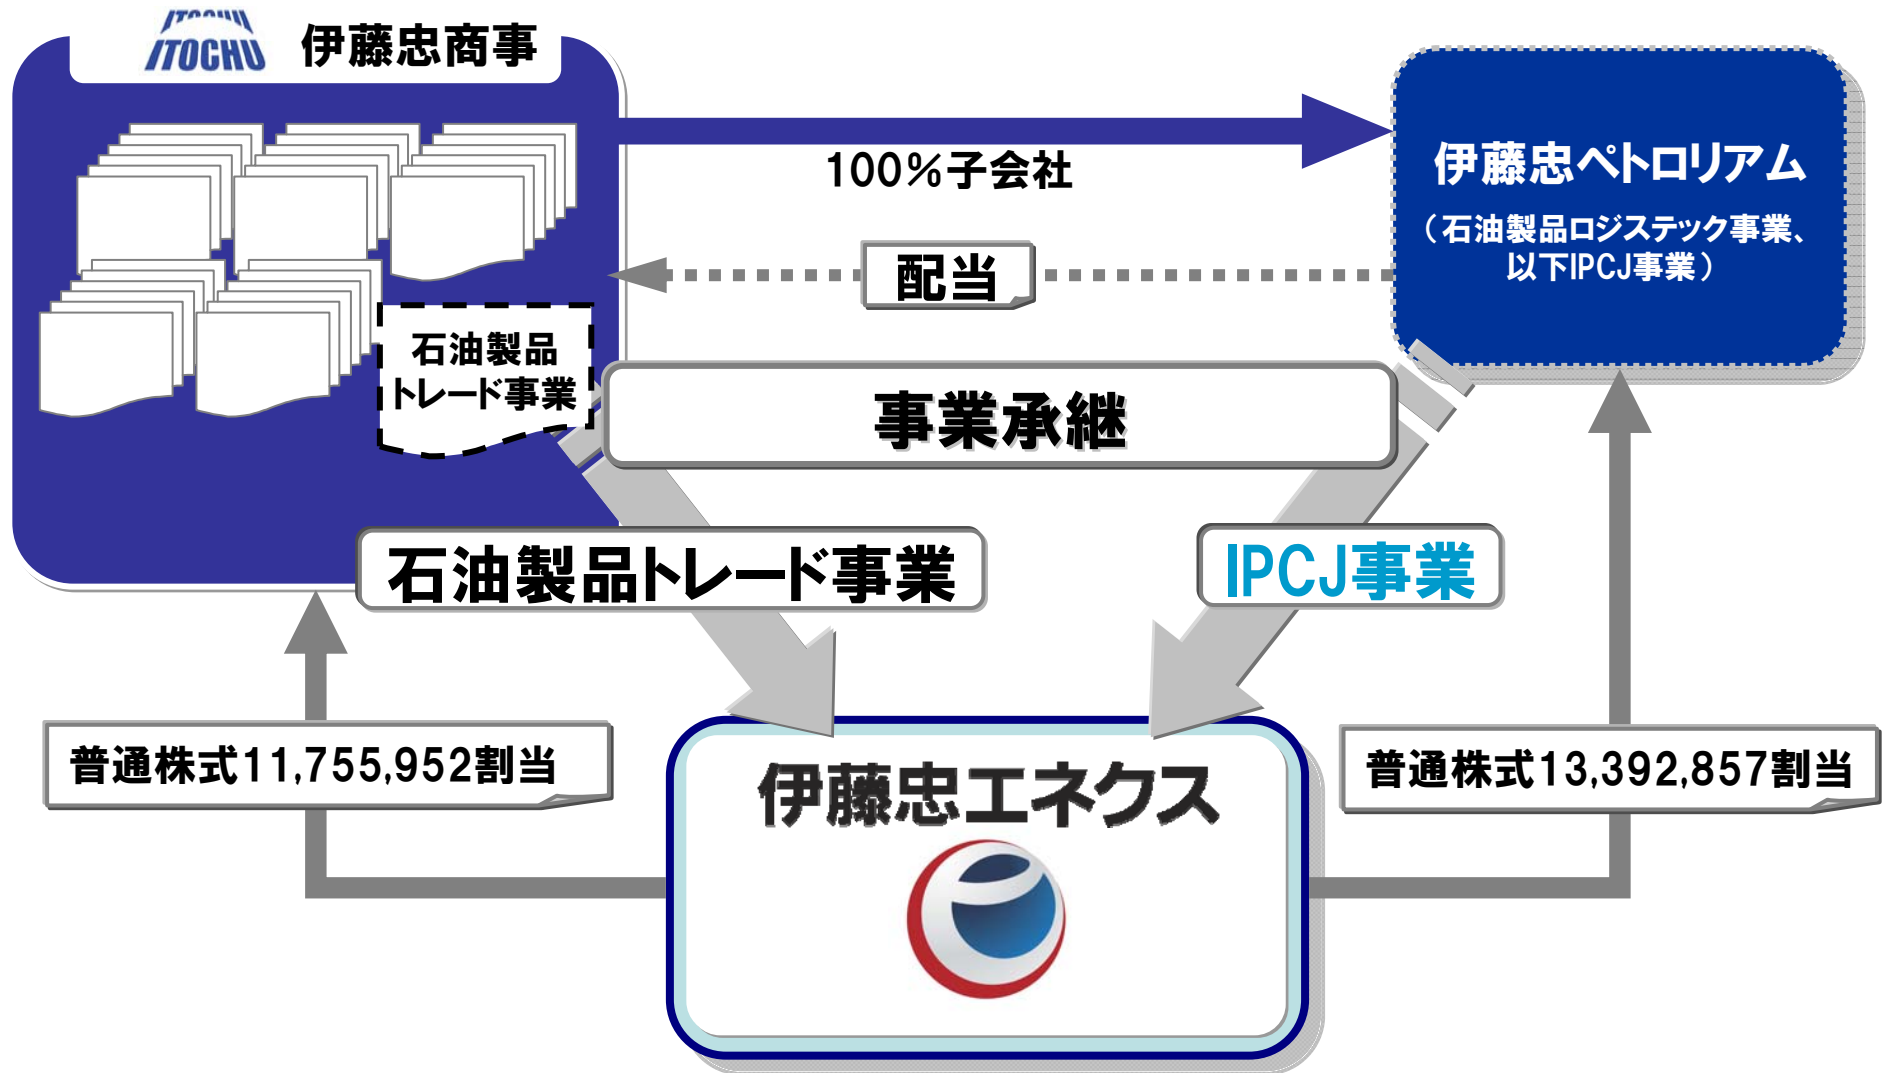 ITOCHU
伊藤忠商事
100%子会社
伊藤忠ペトロリアム
（石油製品ロジステック事業、
以下IPCJ事業）
配当
石油製品
トレード事業
事業承継
石油製品トレード事業
IPCJ事業
普通株式11,755,952割当
普通株式13,392,857割当
伊藤忠エネクス